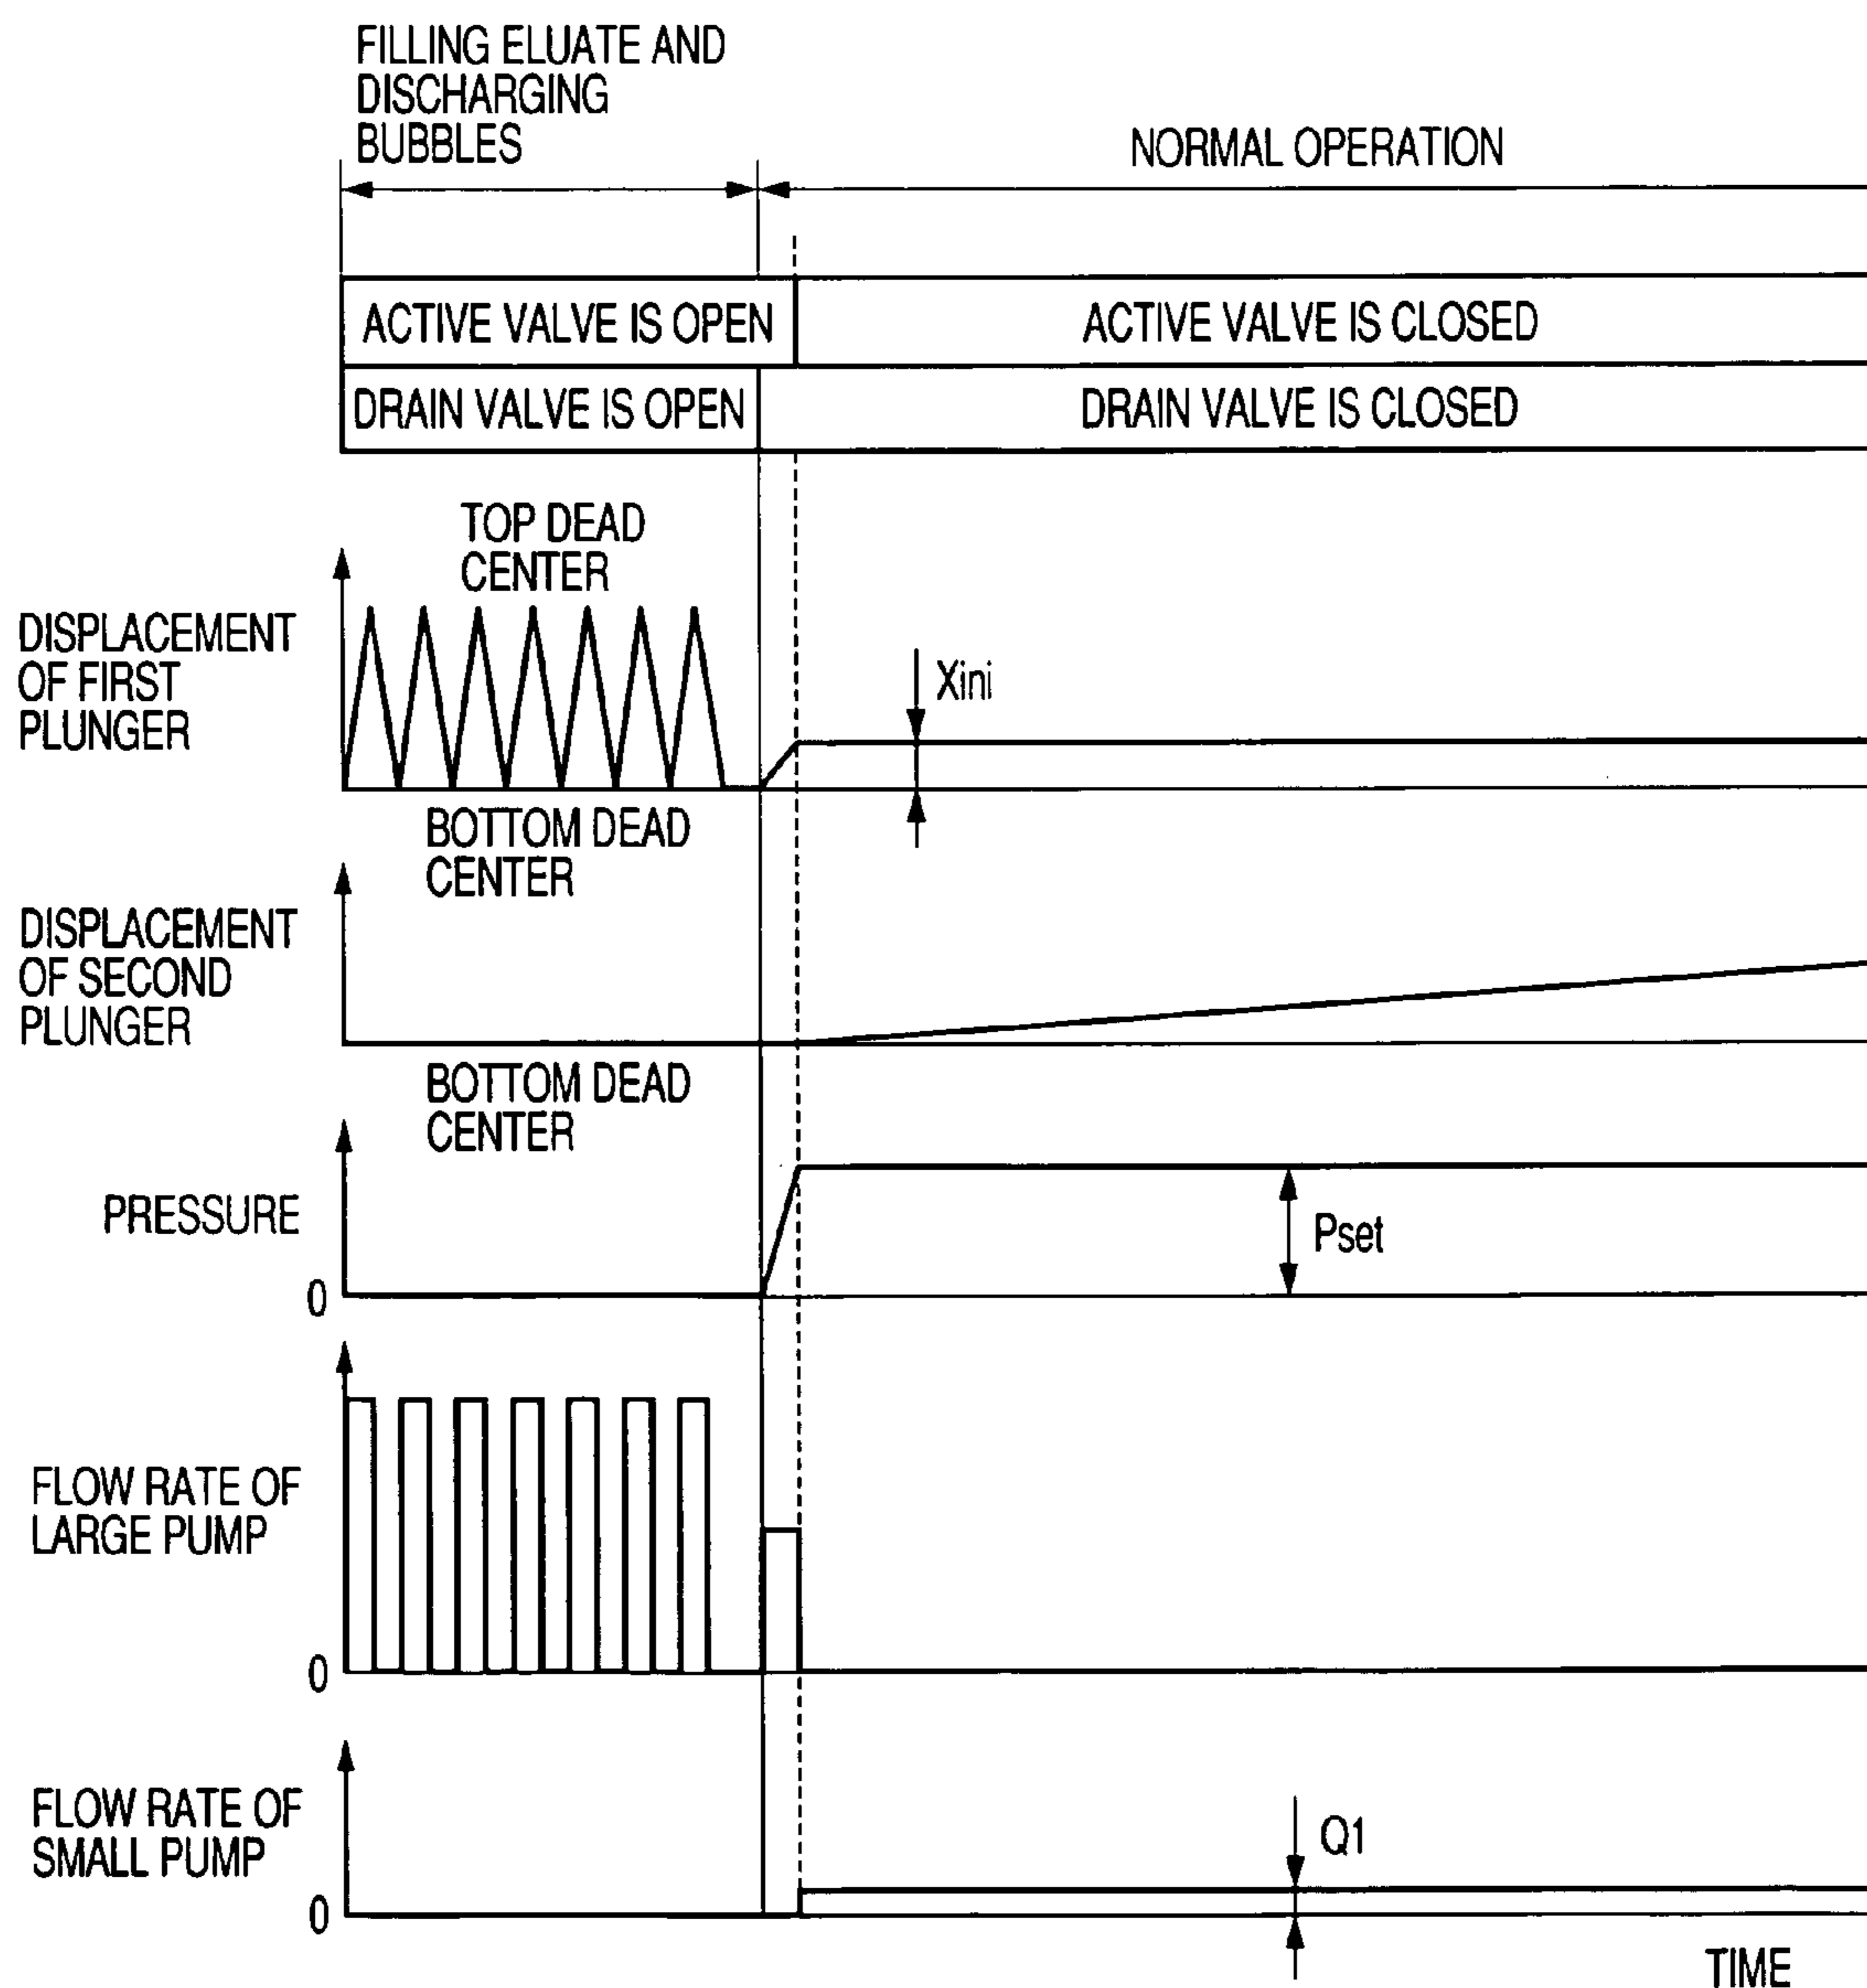 FILLING ELUATE AND
DISCHARGING
BUBBLES
NORMAL OPERATION
ACTIVE VALVE IS OPEN
ACTIVE VALVE IS CLOSED
DRAIN VALVE IS OPEN
DRAIN VALVE IS CLOSED
TOP DEAD
CENTER
DISPLACEMENT
OF FIRST
PLUNGER
Xini
BOTTOM DEAD
CENTER
DISPLACEMENT
OF SECOND
PLUNGER
BOTTOM DEAD
CENTER
PRESSURE
Pset
0
FLOW RATE OF
LARGE PUMP
0
FLOW RATE OF
SMALL PUMP
Q1
0
TIME